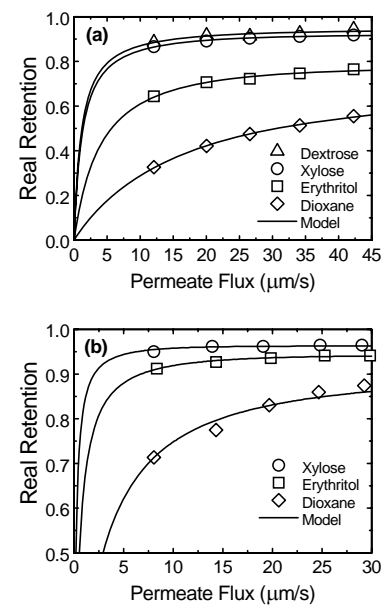 (a)
Real Retention
1.0
0.8
0.6
0.4
0.2
0.0
Dextrose
Xylose
Erythritol
Dioxane
Model
0 5 10 15 20 25 30 35 40 45
Permeate Flux (μm/s)
(b)
Real Retention
1.0
0.9
0.8
0.7
0.6
0.5
Xylose
Erythritol
Dioxane
Model
0 5 10 15 20 25 30
Permeate Flux (μm/s)